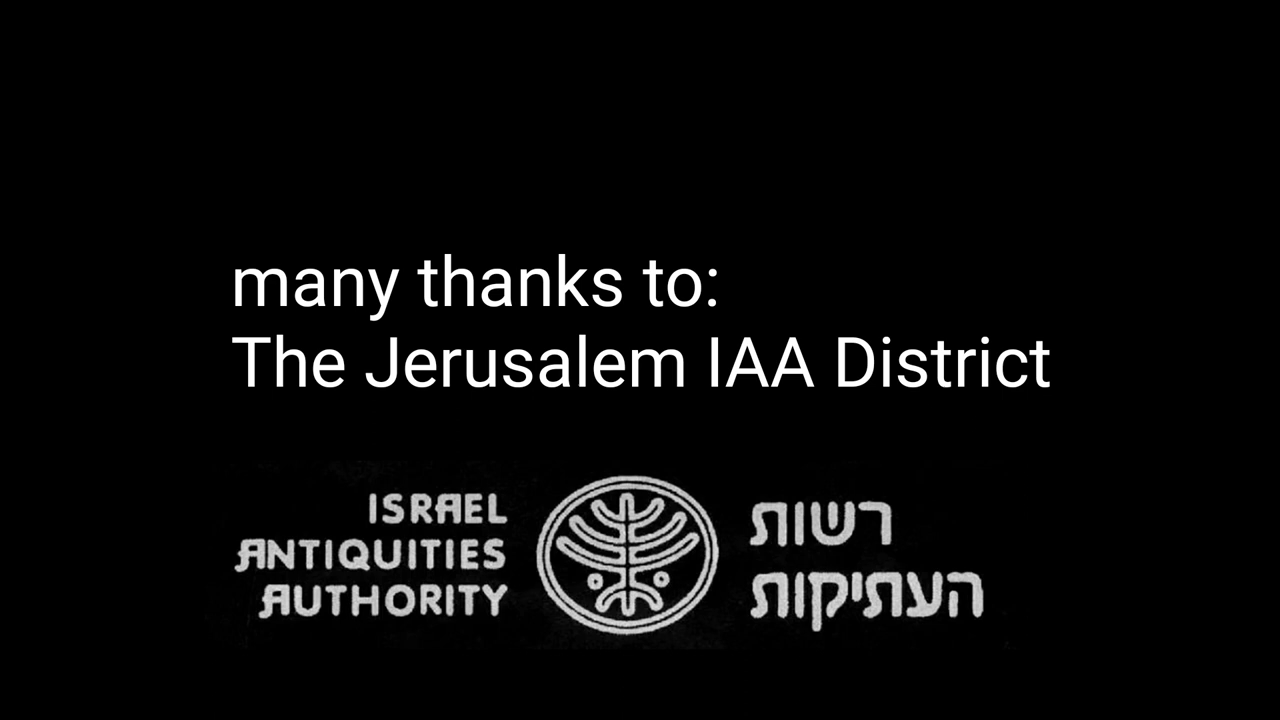 many thanks to:
The Jerusalem IAA District
ISRAEL
ANTIQUITIES
AUTHORITY
רשות
העתיקות